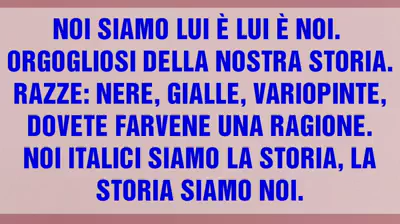 NOI SIAMO LUI È LUI È NOI.
ORGOGLIOSI DELLA NOSTRA STORIA.
RAZZE: NERE, GIALLE, VARIOPINTE,
DOVETE FARVENE UNA RAGIONE.
NOI ITALICI SIAMO LA STORIA, LA
STORIA SIAMO NOI.